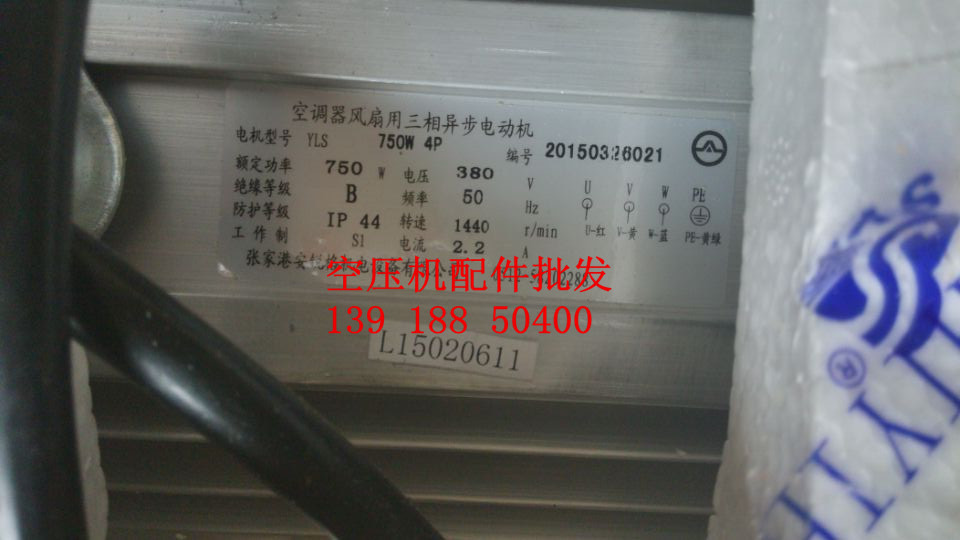 空调器风扇用三相异步电动机
电机型号 YLS 750W 4P 编号 20150326021
额定功率 750 W 电压 380 V U V W PE
绝缘等级 B 频率 50 Hz
防护等级 IP 44 转速 1440 r/min U-红 V-黄 W-蓝 PE-黄绿
工作制 S1 电流 2.2 A
张家港安
空压机配件批发
139 188 50400
L15020611
®